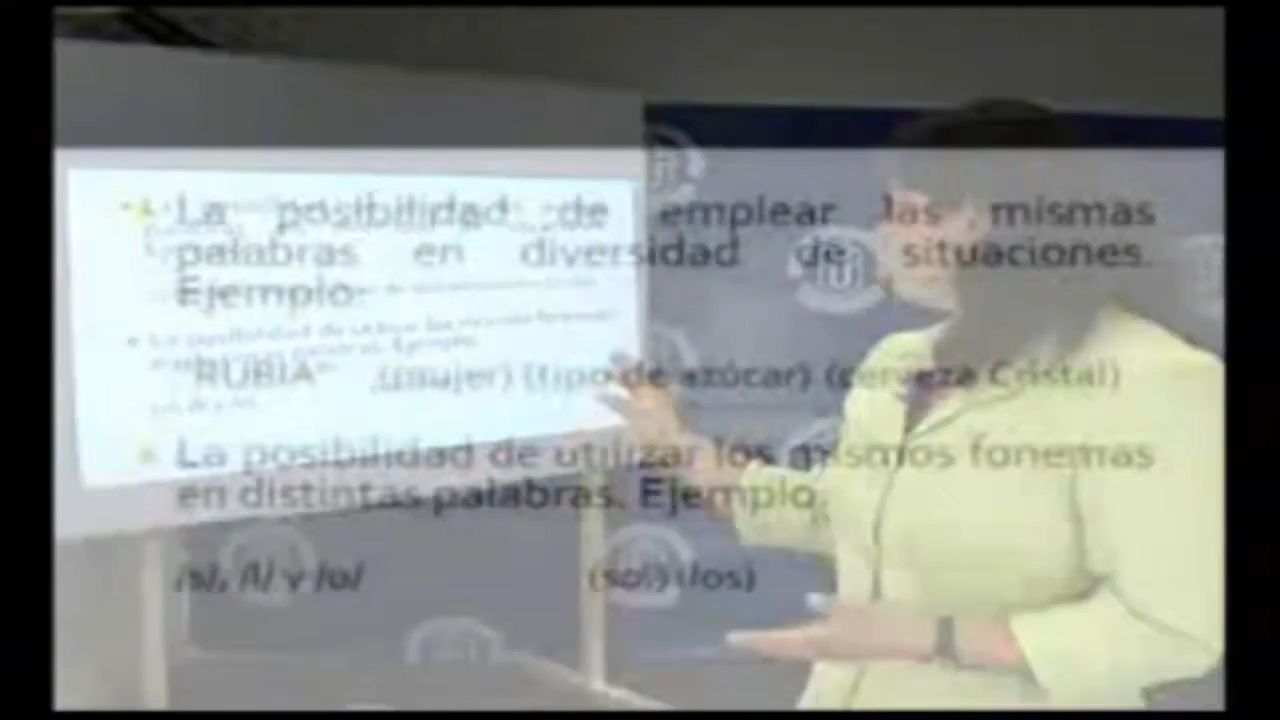 La posibilidad de emplear las mismas
palabras en diversidad de situaciones.
Ejemplo:
"RUBIA" (mujer) (tipo de azúcar) (cerveza Cristal)
La posibilidad de utilizar los mismos fonemas
en distintas palabras. Ejemplo.
/s/, /l/ y /o/ (sol) (los)